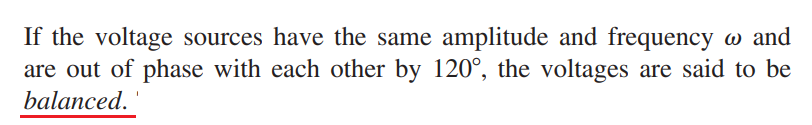 If the voltage sources have the same amplitude and frequency ω and
are out of phase with each other by 120°, the voltages are said to be
balanced. '